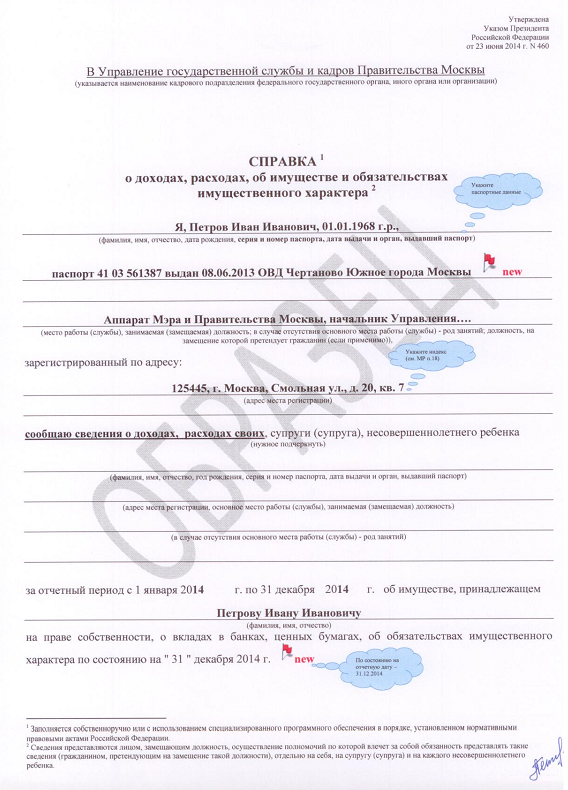 Утверждена
Указом Президента
Российской Федерации
от 23 июня 2014 г. N 460
В Управление государственной службы и кадров Правительства Москвы
(указывается наименование кадрового подразделения федерального государственного органа, иного органа или организации)
СПРАВКА 1
о доходах, расходах, об имуществе и обязательствах
имущественного характера 2
Укажите
паспортные данные
Я, Петров Иван Иванович, 01.01.1968 г.р.,
(фамилия, имя, отчество, дата рождения, серия и номер паспорта, дата выдачи и орган, выдавший паспорт)
паспорт 41 03 561387 выдан 08.06.2013 ОВД Чертаново Южное города Москвы new
Аппарат Мэра и Правительства Москвы, начальник Управления….
(место работы (службы), занимаемая (замещаемая) должность; в случае отсутствия основного места работы (службы) - род занятий; должность, на
замещение которой претендует гражданин (если применимо)),
Укажите индекс
(см. МР п.18)
зарегистрированный по адресу:
125445, г. Москва, Смольная ул., д. 20, кв. 7
(адрес места регистрации)
сообщаю сведения о доходах, расходах своих, супруги (супруга), несовершеннолетнего ребенка
(нужное подчеркнуть)
(фамилия, имя, отчество, год рождения, серия и номер паспорта, дата выдачи и орган, выдавший паспорт)
(адрес места регистрации, основное место работы (службы), занимаемая (замещаемая) должность)
(в случае отсутствия основного места работы (службы) - род занятий)
за отчетный период с 1 января 2014 г. по 31 декабря 2014 г. об имуществе, принадлежащем
Петрову Ивану Ивановичу
(фамилия, имя, отчество)
на праве собственности, о вкладах в банках, ценных бумагах, об обязательствах имущественного
характера по состоянию на " 31 " декабря 2014 г. new
По состоянию на
отчетную дату –
31.12.2014
1 Заполняется собственноручно или с использованием специализированного программного обеспечения в порядке, установленном нормативными
правовыми актами Российской Федерации.
2 Сведения представляются лицом, замещающим должность, осуществление полномочий по которой влечет за собой обязанность представлять такие
сведения (гражданином, претендующим на замещение такой должности), отдельно на себя, на супругу (супруга) и на каждого несовершеннолетнего
ребенка.
ОБРАЗЕЦ